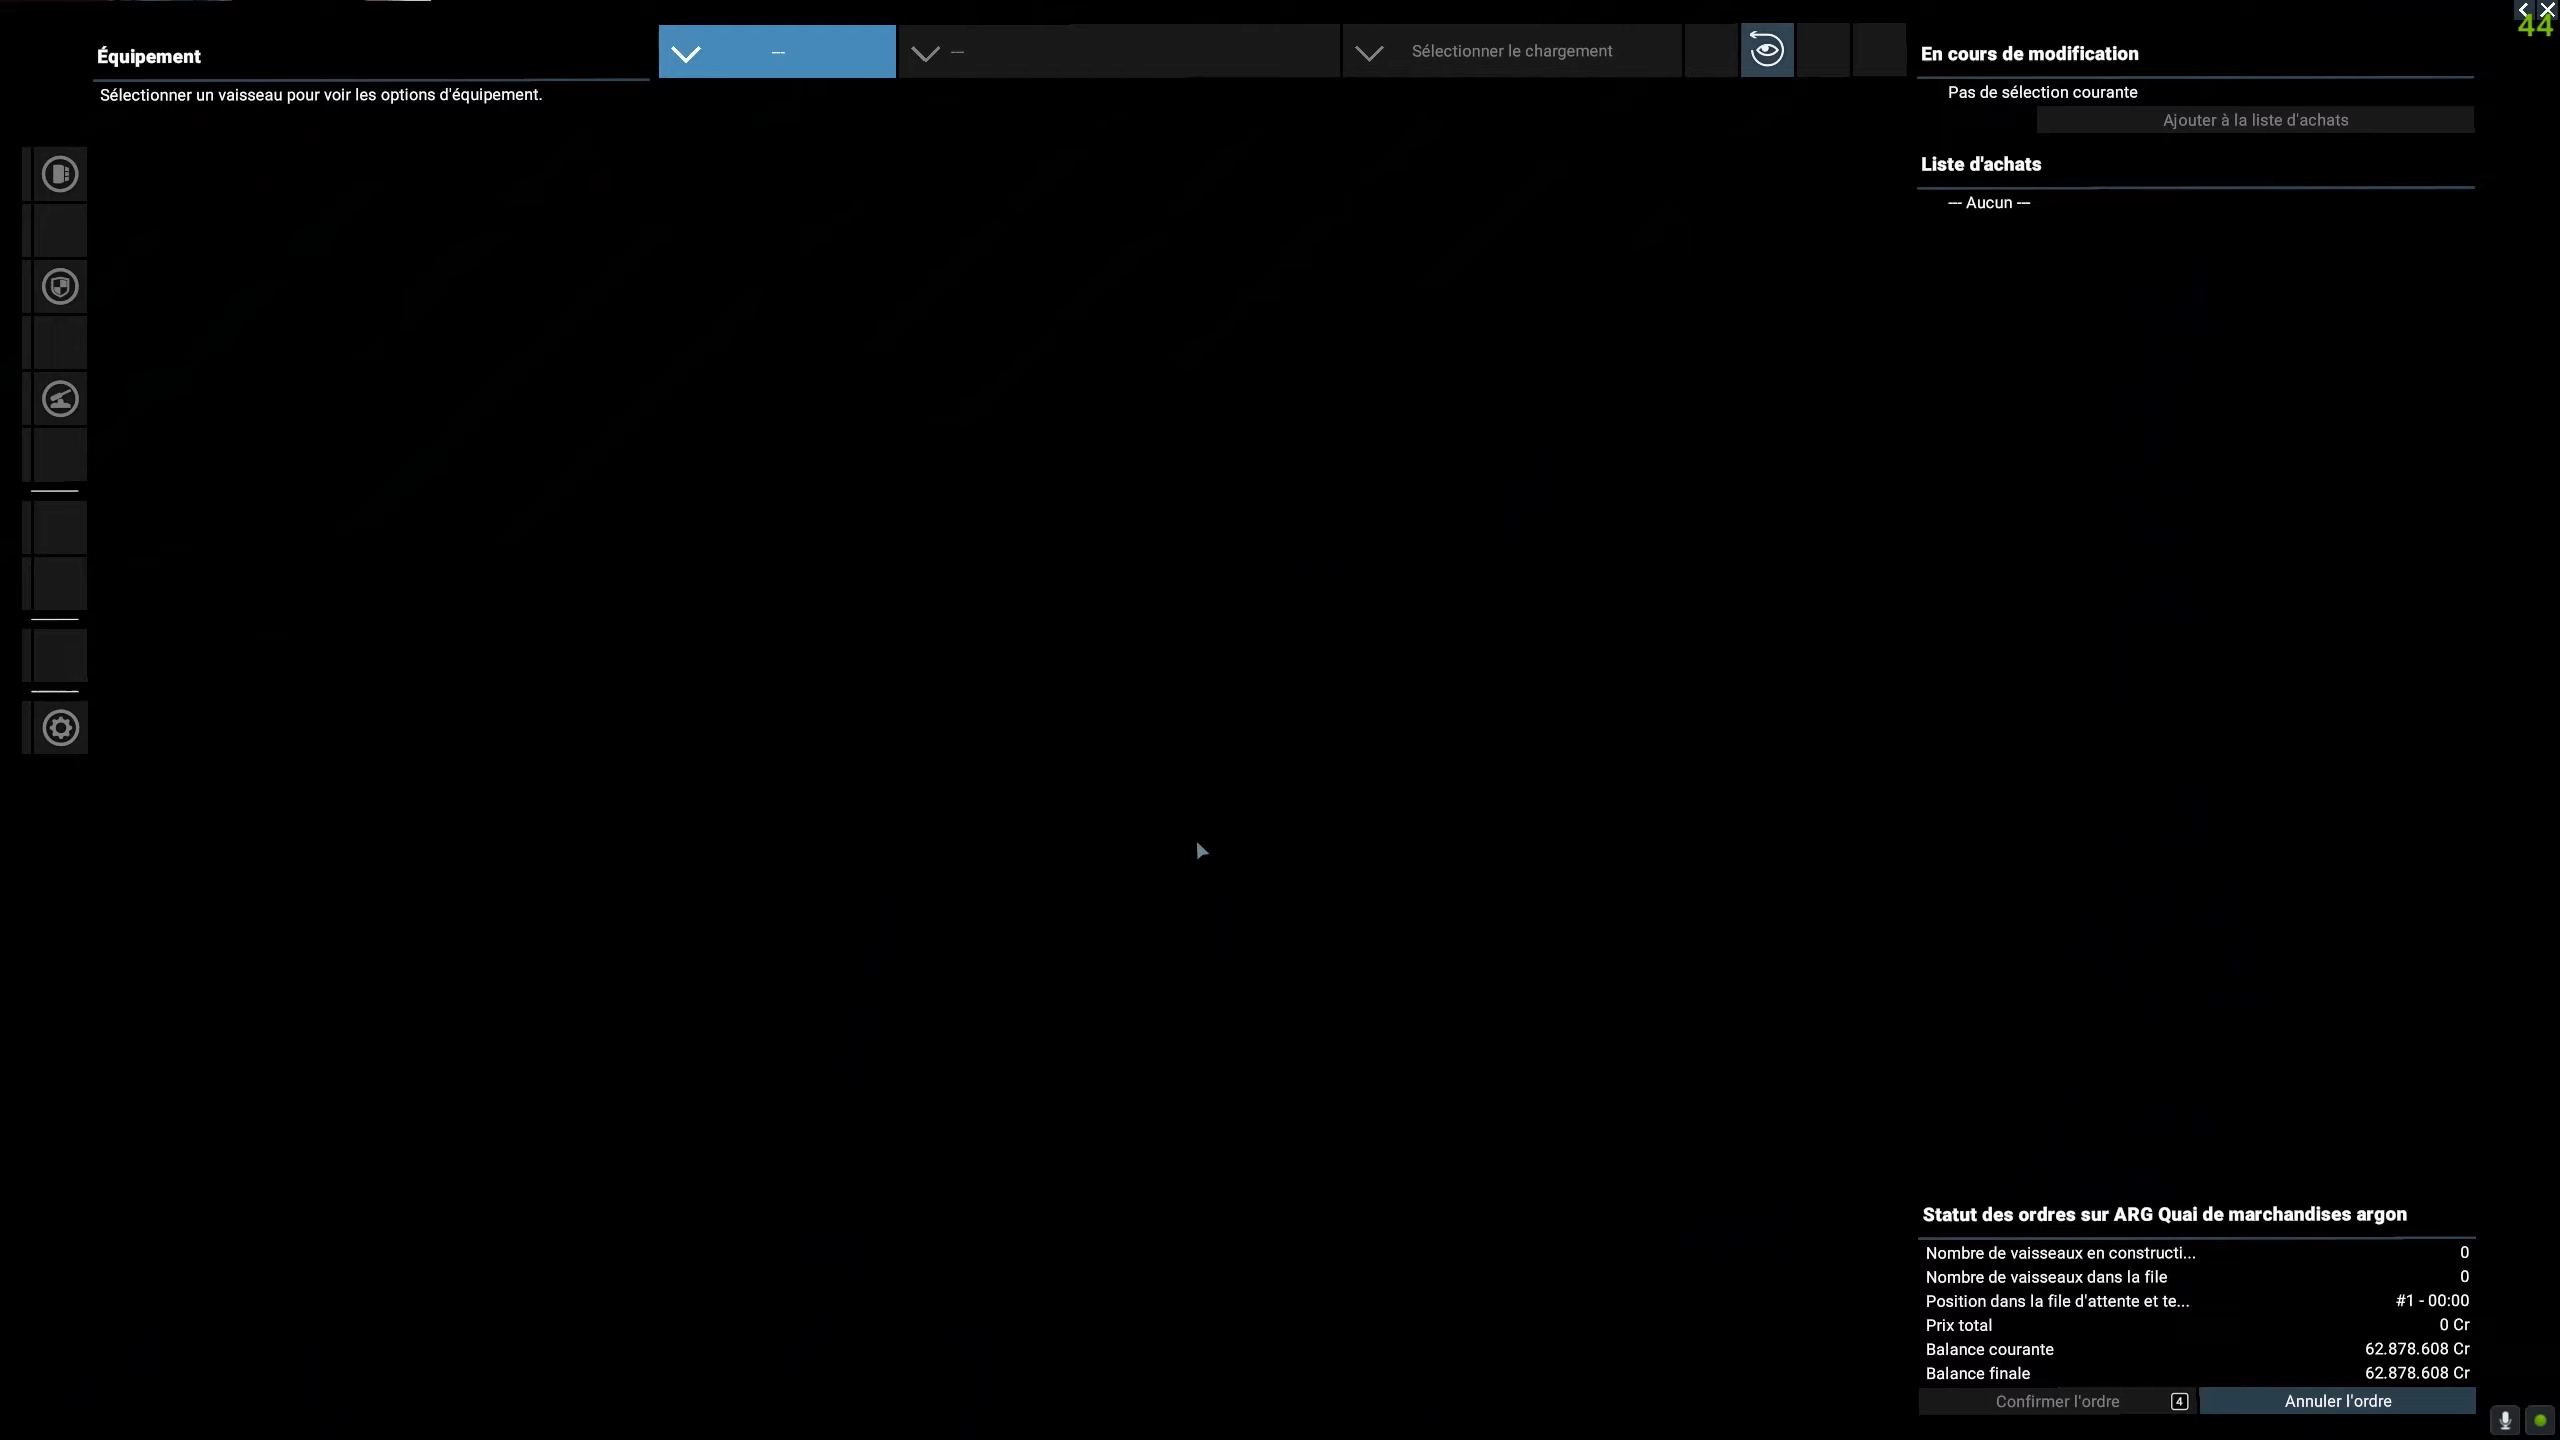 Équipement
Sélectionner un vaisseau pour voir les options d'équipement.
---
---
Sélectionner le chargement
44
En cours de modification
Pas de sélection courante
Ajouter à la liste d'achats
Liste d'achats
--- Aucun ---
Statut des ordres sur ARG Quai de marchandises argon
Nombre de vaisseaux en constructi... 0
Nombre de vaisseaux dans la file 0
Position dans la file d'attente et te... #1 - 00:00
Prix total 0 Cr
Balance courante 62.878.608 Cr
Balance finale 62.878.608 Cr
Confirmer l'ordre 4 Annuler l'ordre